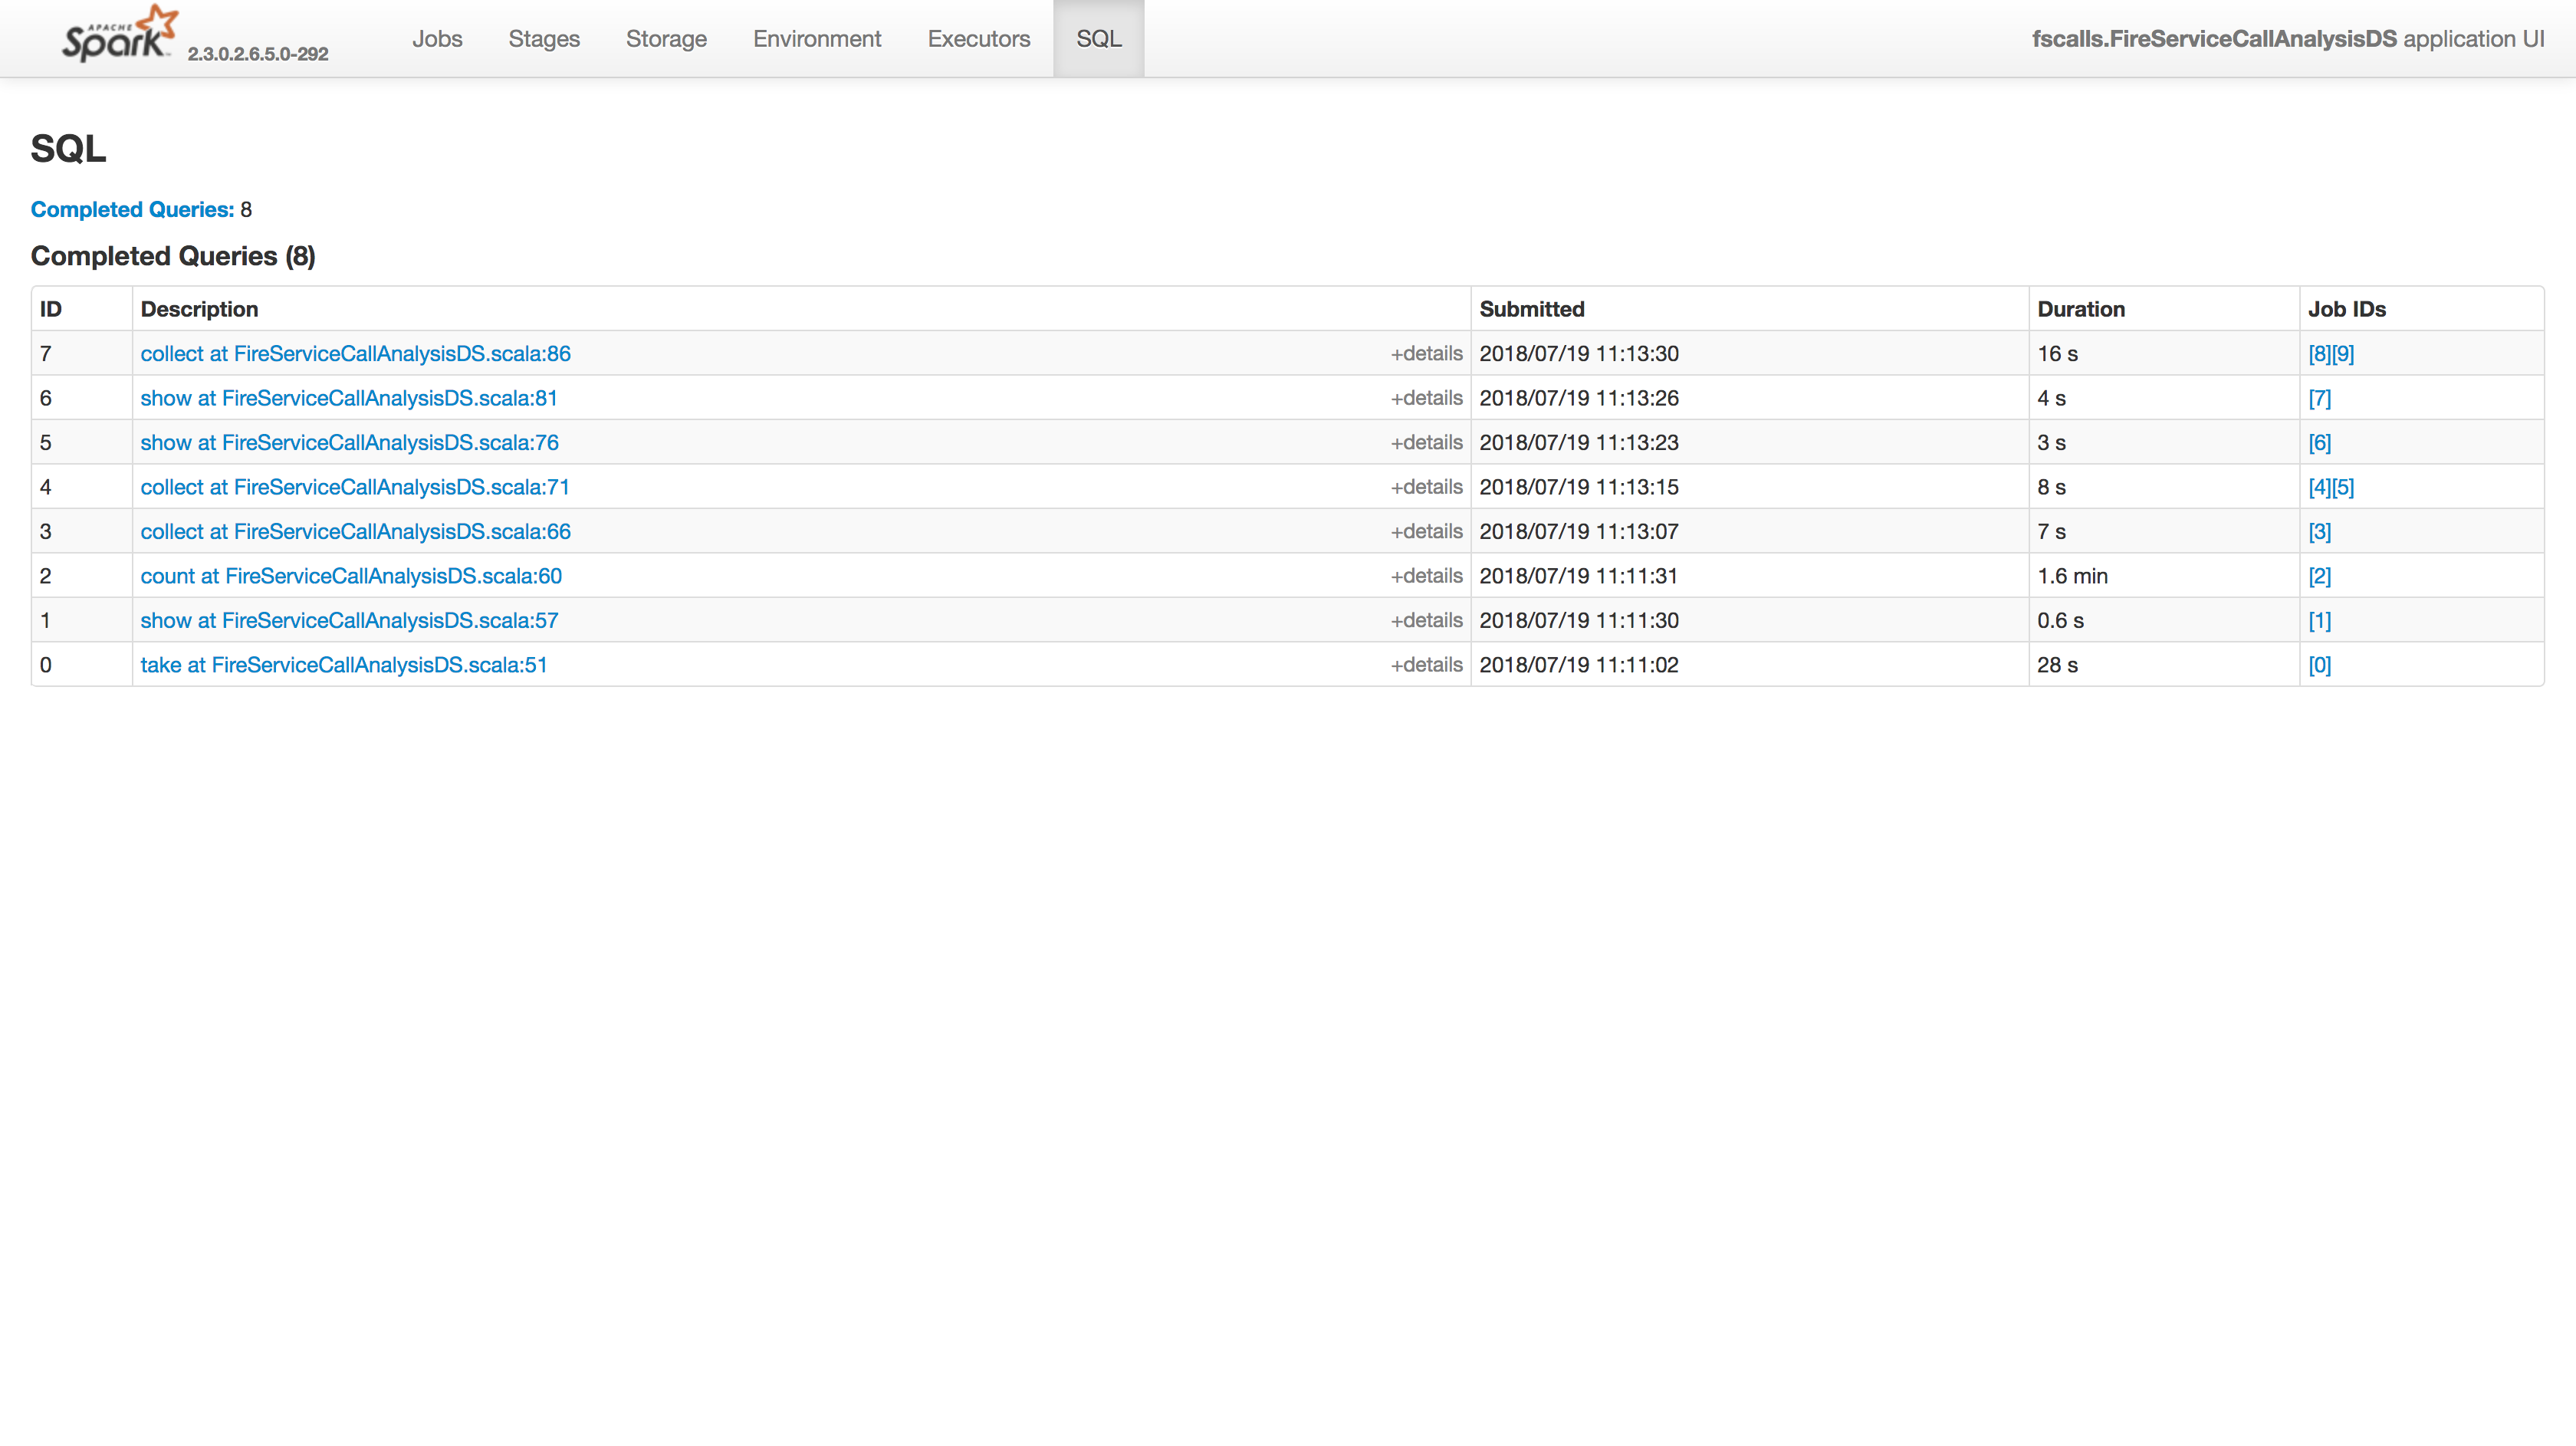 APACHE
Spark 2.3.0.2.6.5.0-292 Jobs Stages Storage Environment Executors SQL fscalls.FireServiceCallAnalysisDS application UI
SQL
Completed Queries: 8
Completed Queries (8)
ID Description Submitted Duration Job IDs
7 collect at FireServiceCallAnalysisDS.scala:86 +details 2018/07/19 11:13:30 16 s [8][9]
6 show at FireServiceCallAnalysisDS.scala:81 +details 2018/07/19 11:13:26 4 s [7]
5 show at FireServiceCallAnalysisDS.scala:76 +details 2018/07/19 11:13:23 3 s [6]
4 collect at FireServiceCallAnalysisDS.scala:71 +details 2018/07/19 11:13:15 8 s [4][5]
3 collect at FireServiceCallAnalysisDS.scala:66 +details 2018/07/19 11:13:07 7 s [3]
2 count at FireServiceCallAnalysisDS.scala:60 +details 2018/07/19 11:11:31 1.6 min [2]
1 show at FireServiceCallAnalysisDS.scala:57 +details 2018/07/19 11:11:30 0.6 s [1]
0 take at FireServiceCallAnalysisDS.scala:51 +details 2018/07/19 11:11:02 28 s [0]